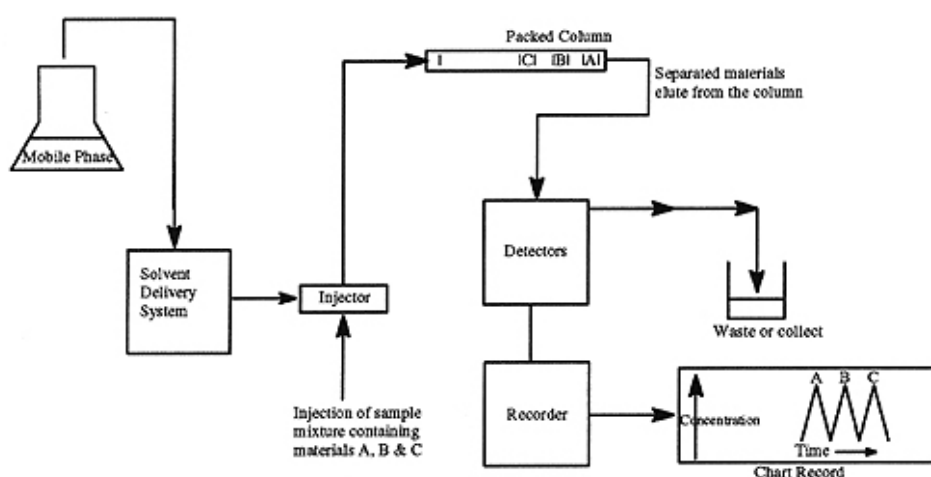 Packed Column
|C| |B| |A|
Separated materials
elute from the column
Mobile Phase
Solvent
Delivery
System
Injector
Detectors
Waste or collect
Injection of sample
mixture containing
materials A, B & C
Recorder
A B C
Concentration
Time
Chart Record